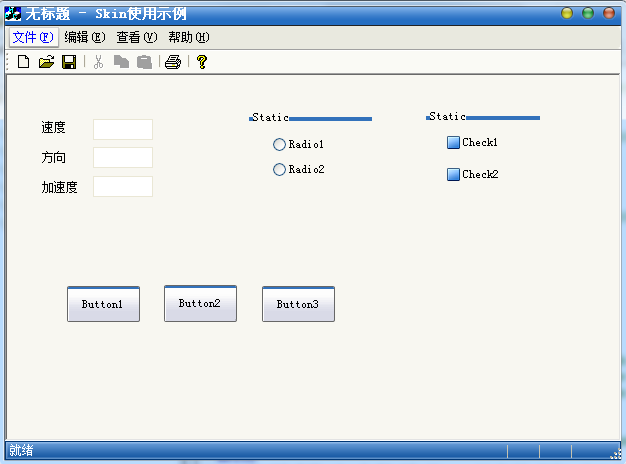 无标题 - Skin使用示例
文件(F) 编辑(E) 查看(V) 帮助(H)
速度
方向
加速度
Static
Radio1
Radio2
Static
Check1
Check2
Button1 Button2 Button3
就绪